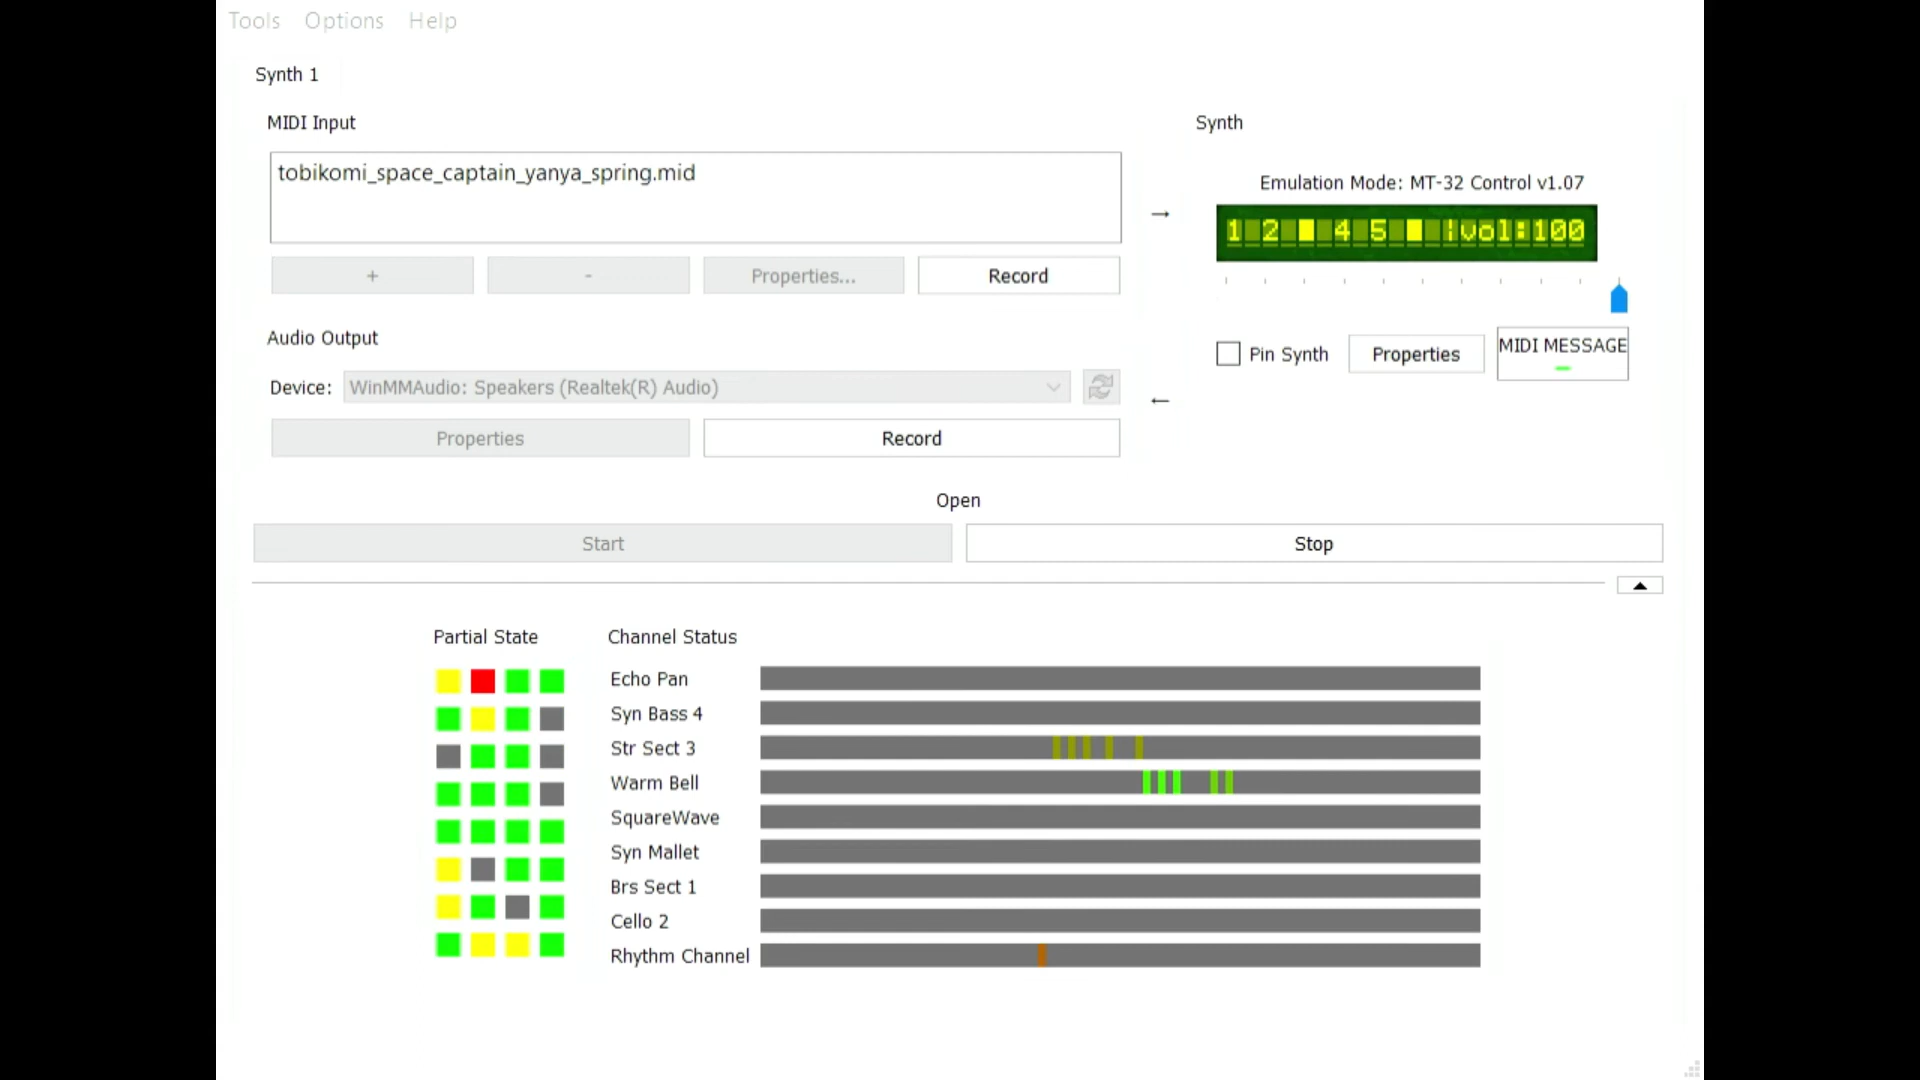 Tools Options Help
Synth 1
MIDI Input
Synth
tobikomi_space_captain_yanya_spring.mid
Emulation Mode: MT-32 Control v1.07
1 2 █ 4 5 █ |vol:100
+ - Properties... Record
Audio Output
Pin Synth Properties MIDI MESSAGE
Device: WinMMAudio: Speakers (Realtek(R) Audio)
Properties Record
Open
Start Stop
Partial State Channel Status
Echo Pan
Syn Bass 4
Str Sect 3
Warm Bell
SquareWave
Syn Mallet
Brs Sect 1
Cello 2
Rhythm Channel